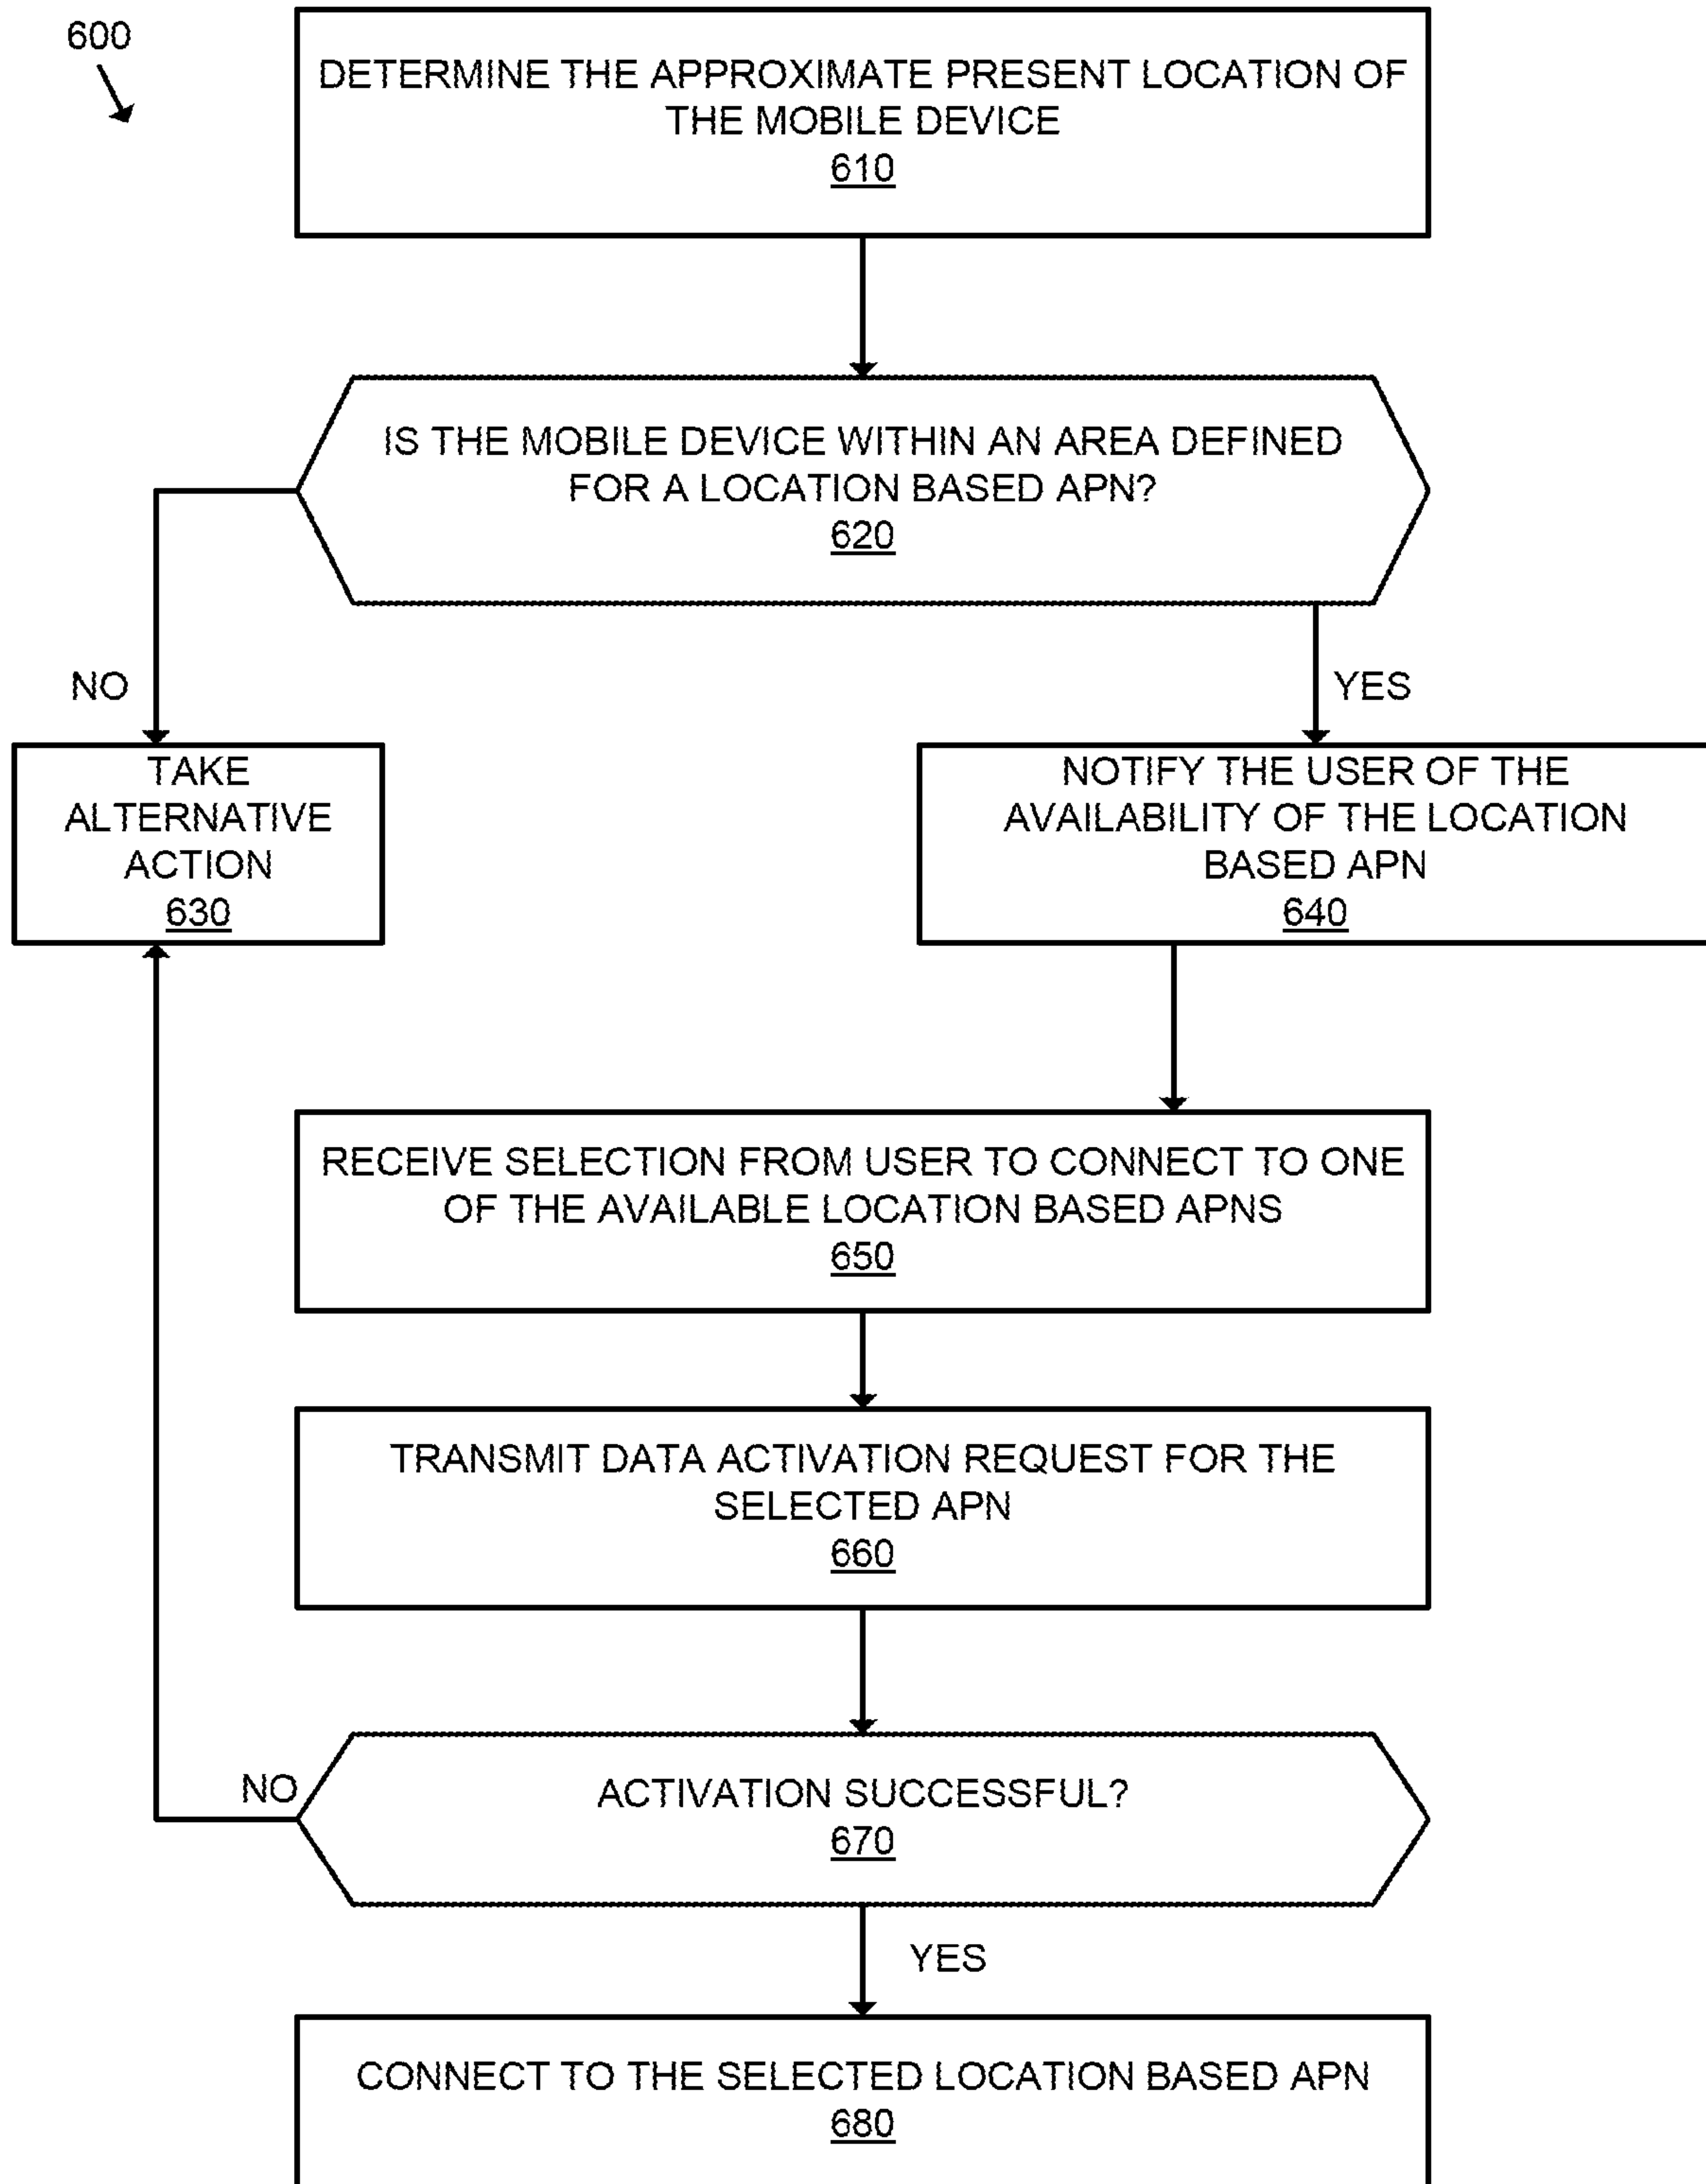 600
DETERMINE THE APPROXIMATE PRESENT LOCATION OF
THE MOBILE DEVICE
610
IS THE MOBILE DEVICE WITHIN AN AREA DEFINED
FOR A LOCATION BASED APN?
620
NO
YES
TAKE
ALTERNATIVE
ACTION
630
NOTIFY THE USER OF THE
AVAILABILITY OF THE LOCATION
BASED APN
640
RECEIVE SELECTION FROM USER TO CONNECT TO ONE
OF THE AVAILABLE LOCATION BASED APNS
650
TRANSMIT DATA ACTIVATION REQUEST FOR THE
SELECTED APN
660
NO
ACTIVATION SUCCESSFUL?
670
YES
CONNECT TO THE SELECTED LOCATION BASED APN
680